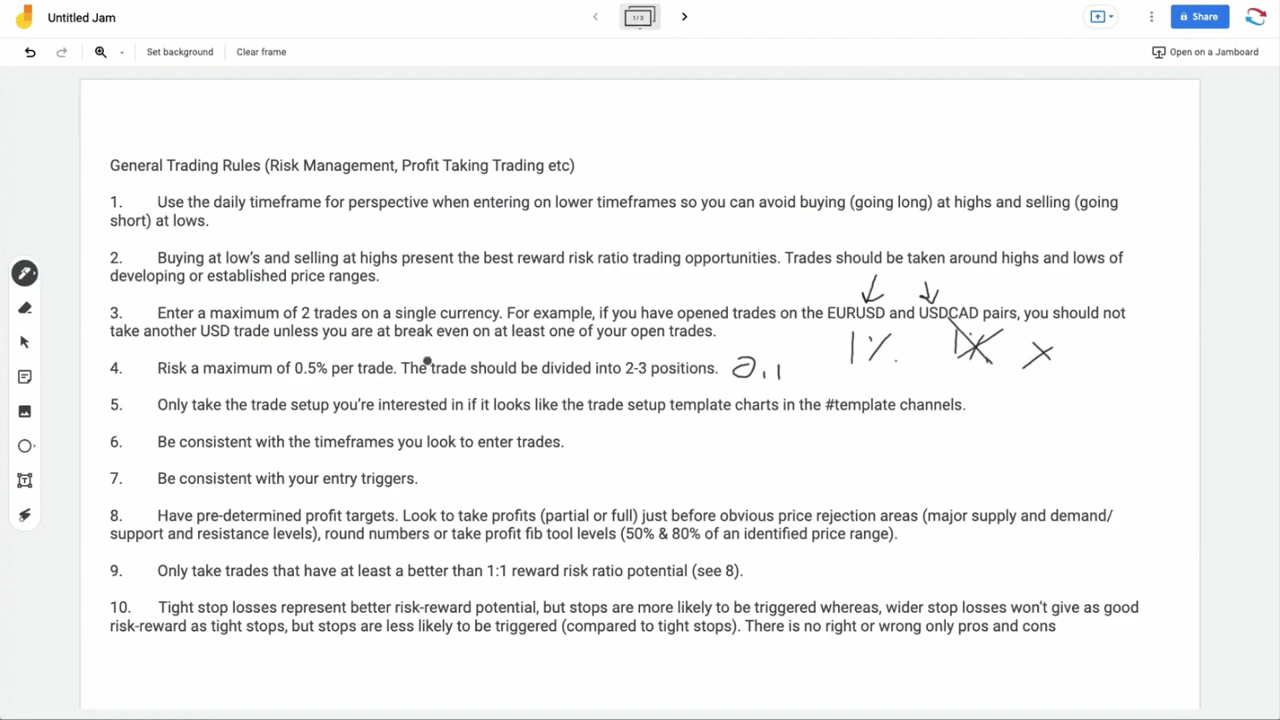 Untitled Jam
1/3
Share
Set background
Clear frame
Open on a Jamboard
General Trading Rules (Risk Management, Profit Taking Trading etc)
1. Use the daily timeframe for perspective when entering on lower timeframes so you can avoid buying (going long) at highs and selling (going
short) at lows.
2. Buying at low's and selling at highs present the best reward risk ratio trading opportunities. Trades should be taken around highs and lows of
developing or established price ranges.
3. Enter a maximum of 2 trades on a single currency. For example, if you have opened trades on the EURUSD and USDCAD pairs, you should not
take another USD trade unless you are at break even on at least one of your open trades.
1%
4. Risk a maximum of 0.5% per trade. The trade should be divided into 2-3 positions.
5. Only take the trade setup you're interested in if it looks like the trade setup template charts in the #template channels.
6. Be consistent with the timeframes you look to enter trades.
7. Be consistent with your entry triggers.
8. Have pre-determined profit targets. Look to take profits (partial or full) just before obvious price rejection areas (major supply and demand/
support and resistance levels), round numbers or take profit fib tool levels (50% & 80% of an identified price range).
9. Only take trades that have at least a better than 1:1 reward risk ratio potential (see 8).
10. Tight stop losses represent better risk-reward potential, but stops are more likely to be triggered whereas, wider stop losses won't give as good
risk-reward as tight stops, but stops are less likely to be triggered (compared to tight stops). There is no right or wrong only pros and cons